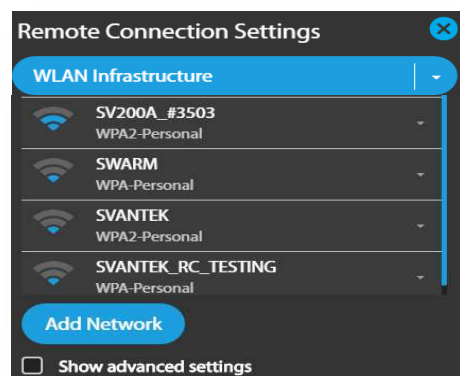 Remote Connection Settings
WLAN Infrastructure
SV200A_#3503
WPA2-Personal
SWARM
WPA-Personal
SVANTEK
WPA2-Personal
SVANTEK_RC_TESTING
WPA-Personal
Add Network
Show advanced settings